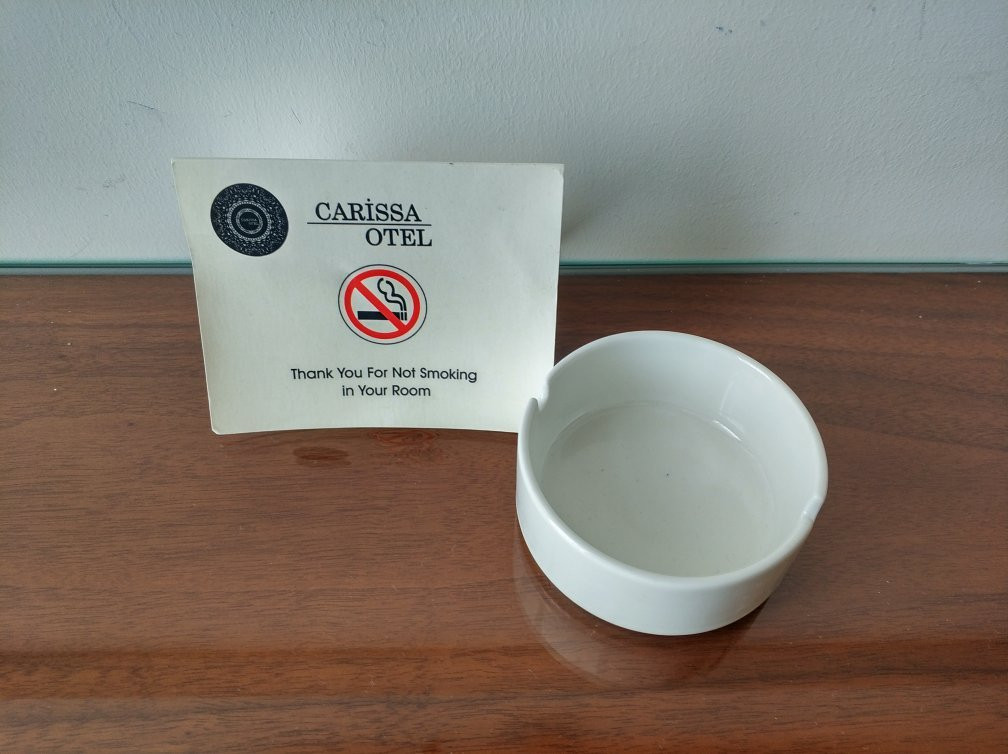 CARİSSA
OTEL
Thank You For Not Smoking
in Your Room